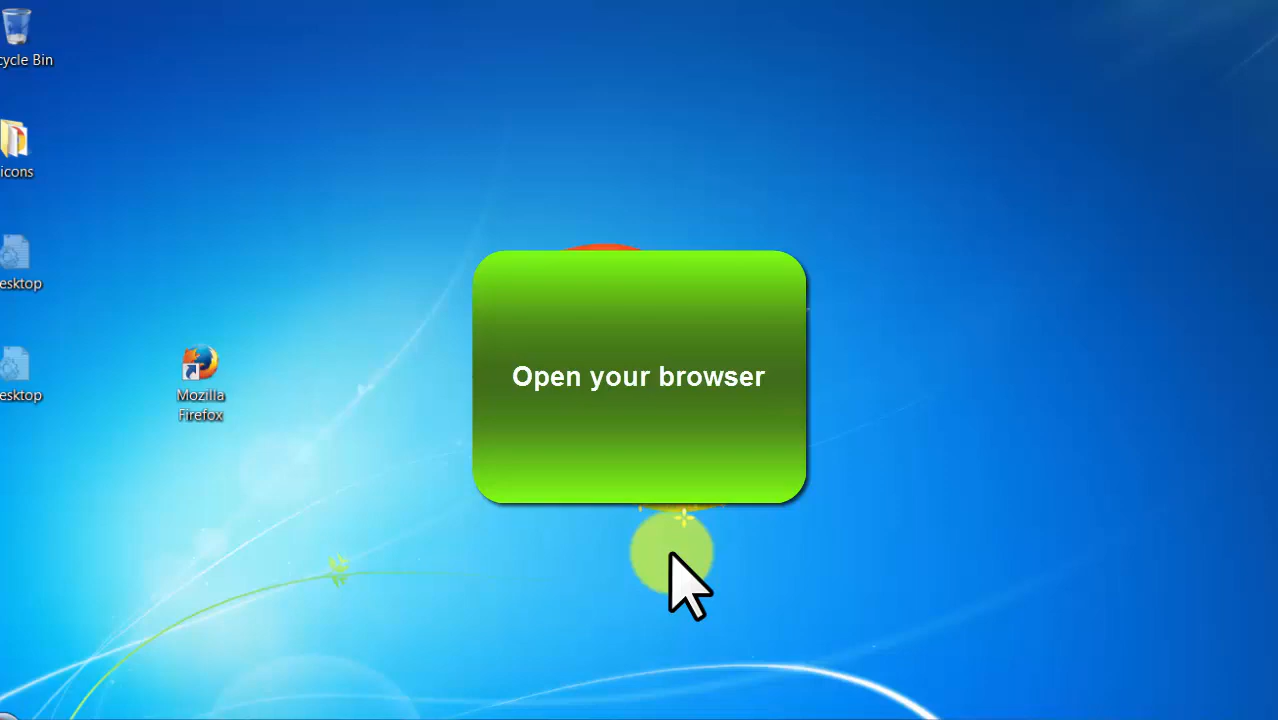 cycle Bin
icons
esktop
esktop
Mozilla
Firefox
Open your browser